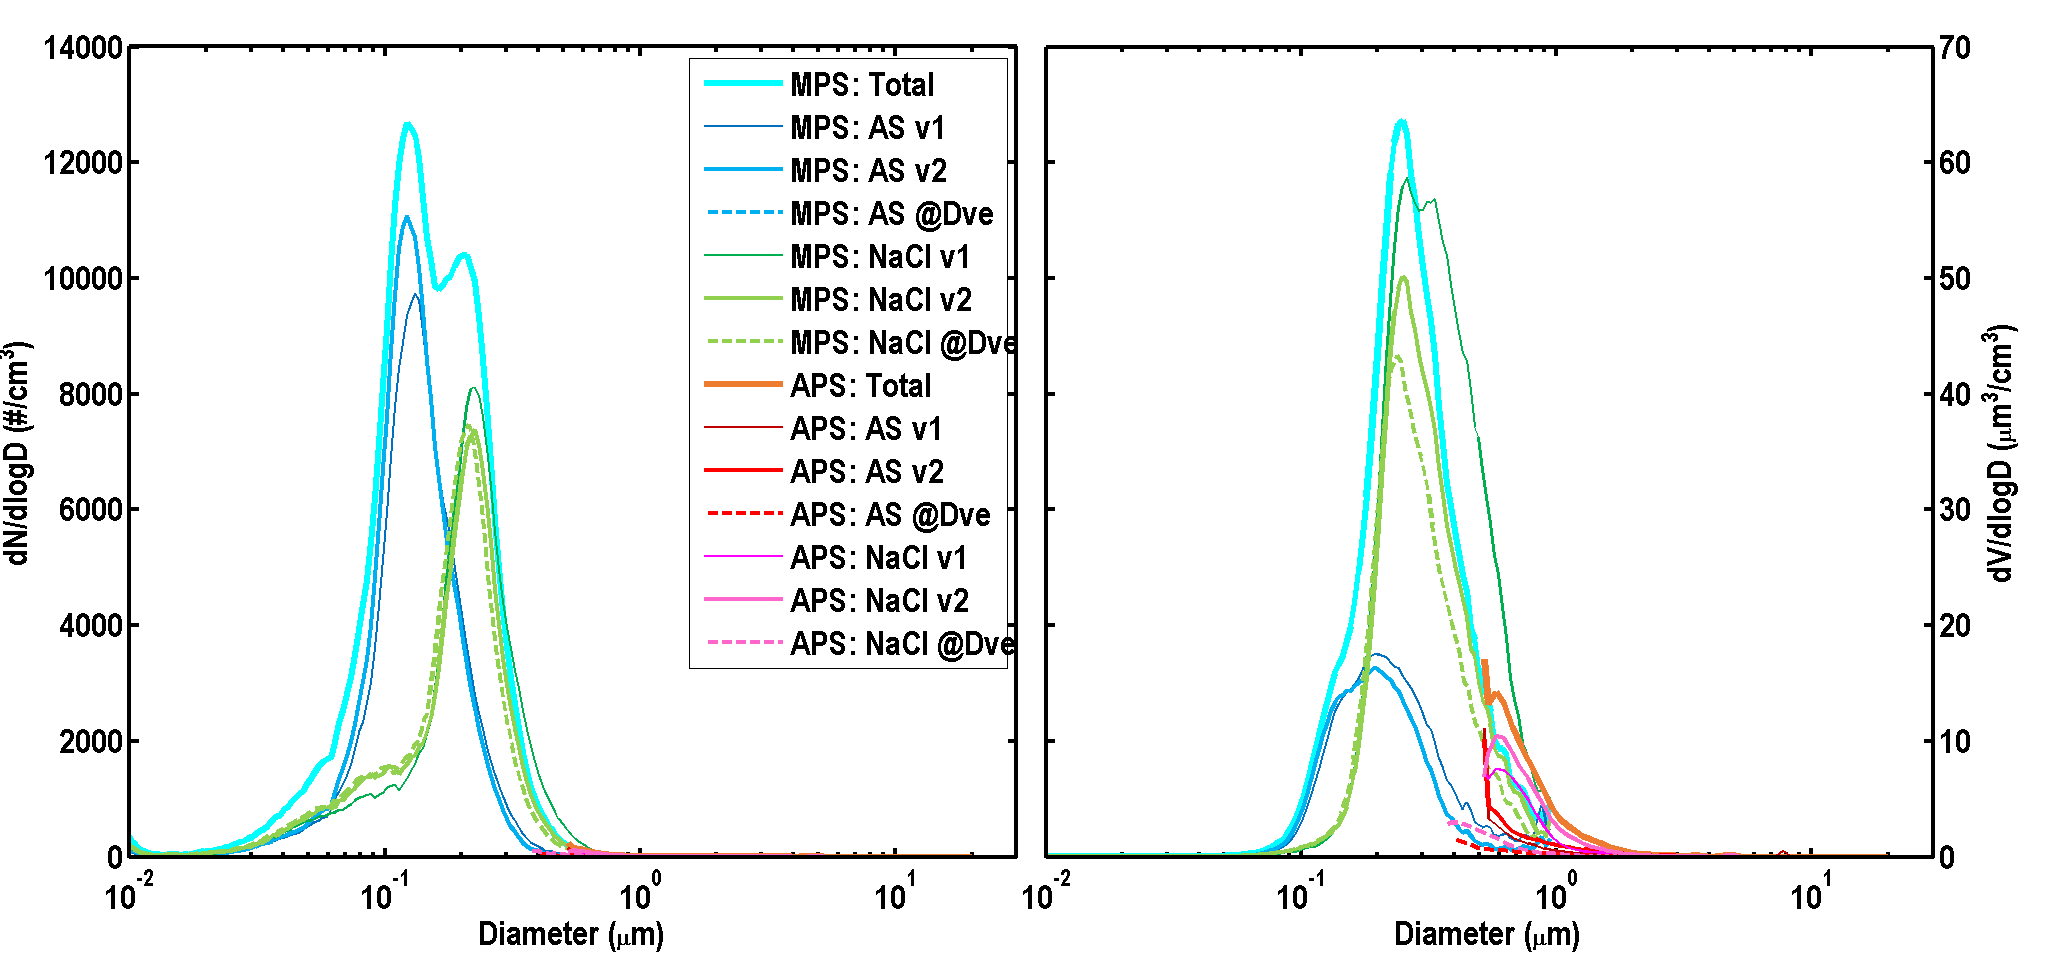 14000
12000
10000
8000
6000
4000
2000
0
dN/dlogD (#/cm³)
10⁻²
10⁻¹
10⁰
10¹
Diameter (μm)
MPS: Total
MPS: AS v1
MPS: AS v2
MPS: AS @Dve
MPS: NaCl v1
MPS: NaCl v2
MPS: NaCl @Dve
APS: Total
APS: AS v1
APS: AS v2
APS: AS @Dve
APS: NaCl v1
APS: NaCl v2
APS: NaCl @Dve
70
60
50
40
30
20
10
0
dV/dlogD (μm³/cm³)
10⁻²
10⁻¹
10⁰
10¹
Diameter (μm)